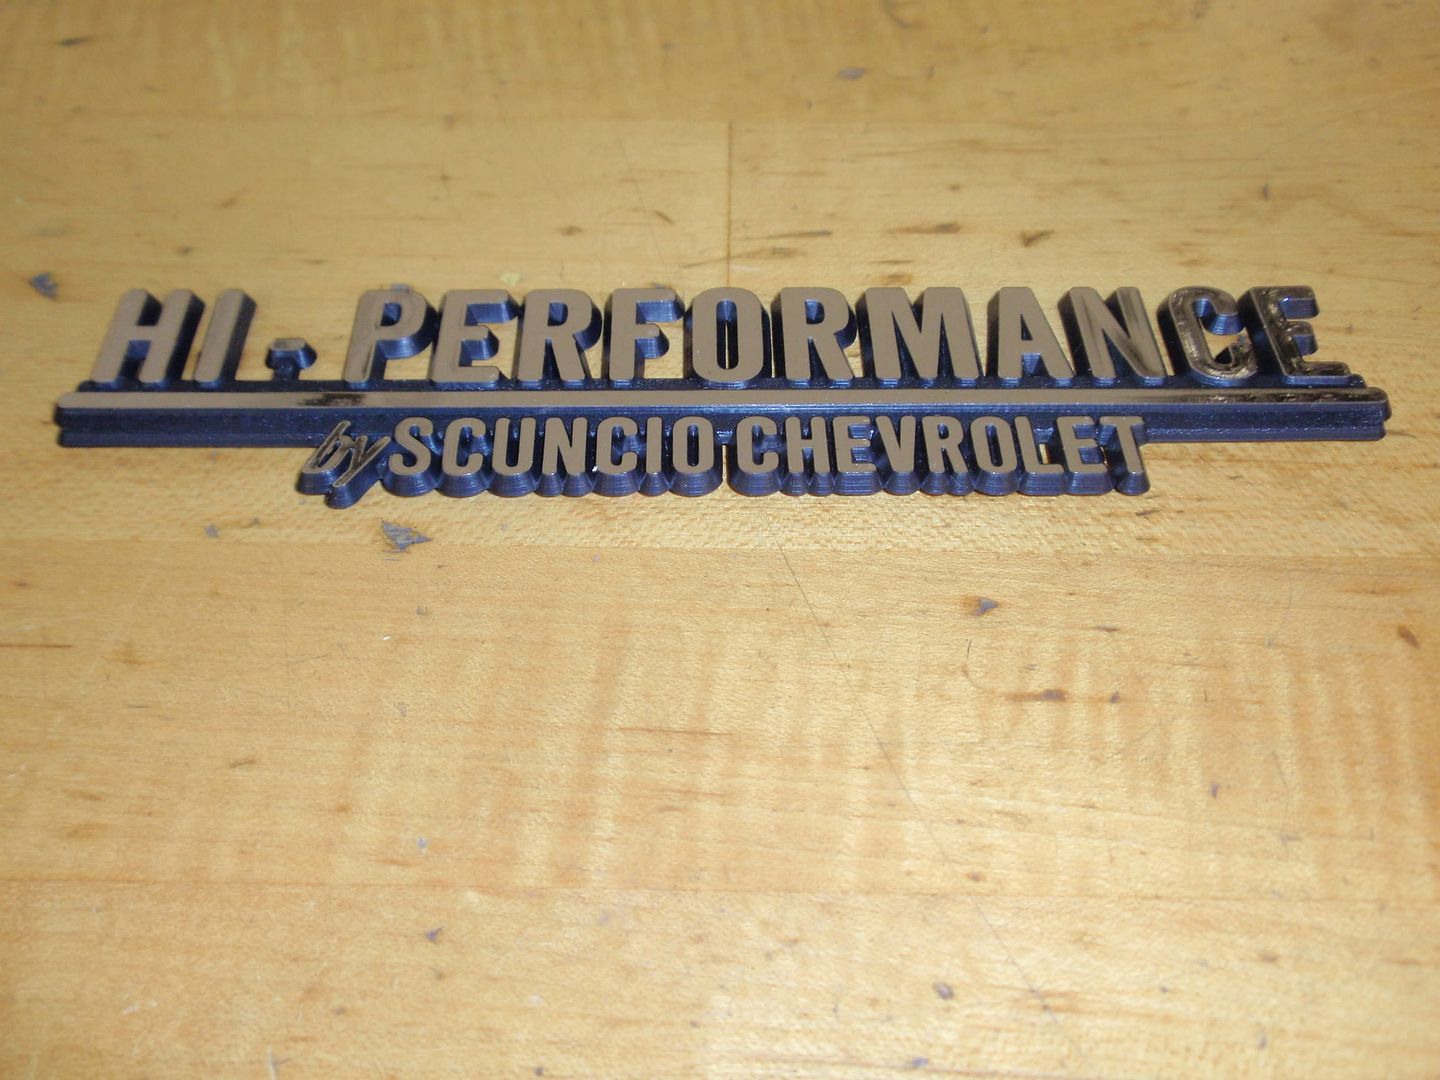 HI. PERFORMANCE
by SCUNCIO CHEVROLET